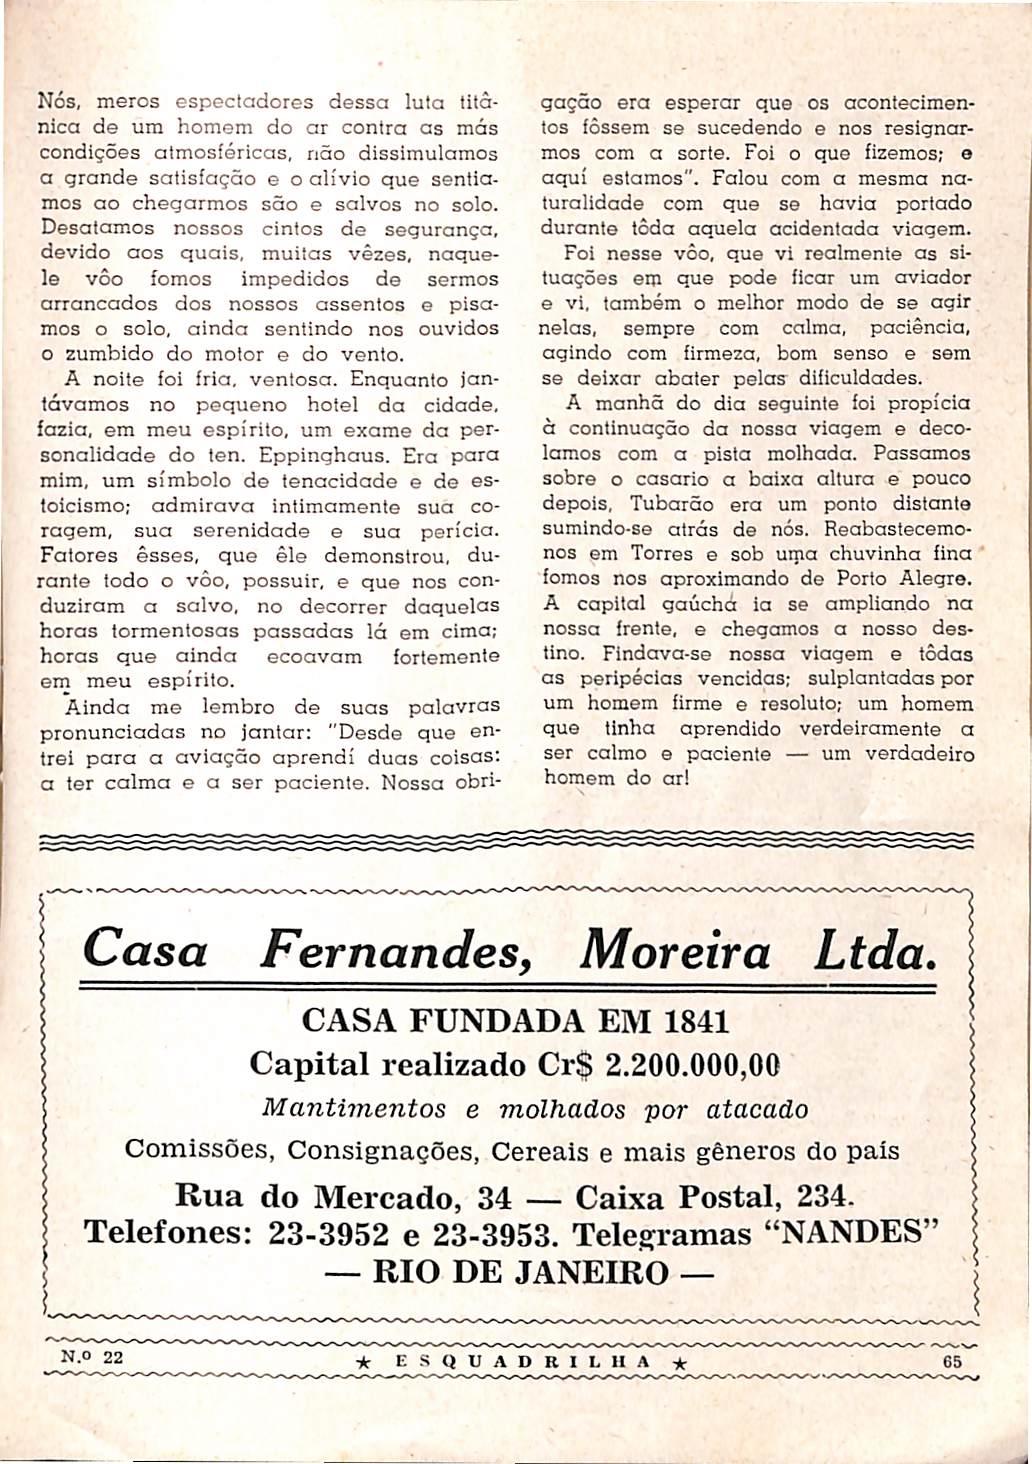 Nós, meros espectadores dessa luta titâ-
nica de um homem do ar contra as más
condições atmosféricas, não dissimulamos
a grande satisfação e o alívio que sentia-
mos ao chegarmos são e salvos no solo.
Desatamos nossos cintos de segurança,
devido aos quais, muitas vêzes, naque-
le vôo fomos impedidos de sermos
arrancados dos nossos assentos e pisa-
mos o solo, ainda sentindo nos ouvidos
o zumbido do motor e do vento.
A noite foi fria, ventosa. Enquanto jan-
távamos no pequeno hotel da cidade,
fazia, em meu espírito, um exame da per-
sonalidade do ten. Eppinghaus. Era para
mim, um símbolo de tenacidade e de es-
toicismo; admirava intimamente sua co-
ragem, sua serenidade e sua perícia.
Fatores êsses, que êle demonstrou, du-
rante todo o vôo, possuir, e que nos con-
duziram a salvo, no decorrer daquelas
horas tormentosas passadas lá em cima;
horas que ainda ecoavam fortemente
em meu espírito.
Ainda me lembro de suas palavras
pronunciadas no jantar: "Desde que en-
trei para a aviação aprendí duas coisas:
a ter calma e a ser paciente. Nossa obri-
gação era esperar que os acontecimen-
tos fôssem se sucedendo e nos resignar-
mos com a sorte. Foi o que fizemos; e
aquí estamos". Falou com a mesma na-
turalidade com que se havia portado
durante tôda aquela acidentada viagem.
Foi nesse vôo, que vi realmente as si-
tuações em que pode ficar um aviador
e vi, também o melhor modo de se agir
nelas, sempre com calma, paciência,
agindo com firmeza, bom senso e sem
se deixar abater pelas dificuldades.
A manhã do dia seguinte foi propícia
à continuação da nossa viagem e deco-
lamos com a pista molhada. Passamos
sobre o casario a baixa altura e pouco
depois, Tubarão era um ponto distante
sumindo-se atrás de nós. Reabastecemo-
nos em Torres e sob uma chuvinha fina
fomos nos aproximando de Porto Alegre.
A capital gaúcha ia se ampliando na
nossa frente, e chegamos a nosso des-
tino. Findava-se nossa viagem e tôdas
as peripécias vencidas; sulplantadas por
um homem firme e resoluto; um homem
que tinha aprendido verdeiramente a
ser calmo e paciente — um verdadeiro
homem do ar!
Casa Fernandes, Moreira Ltda.
CASA FUNDADA EM 1841
Capital realizado Cr$ 2.200.000,00
Mantimentos e molhados por atacado
Comissões, Consignações, Cereais e mais gêneros do país
Rua do Mercado, 34 — Caixa Postal, 234.
Telefones: 23-3952 e 23-3953. Telegramas “NANDES”
— RIO DE JANEIRO —
N.º 22 ★ ESQUADRILHA ★ 65